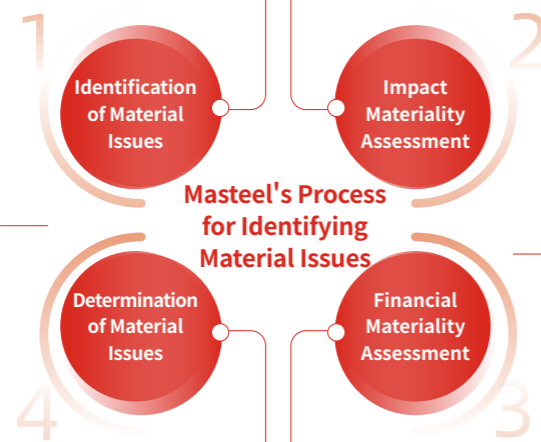 1
Identification
of Material
Issues
2
Impact
Materiality
Assessment
Masteel's Process
for Identifying
Material Issues
Determination
of Material
Issues
4
Financial
Materiality
Assessment
3